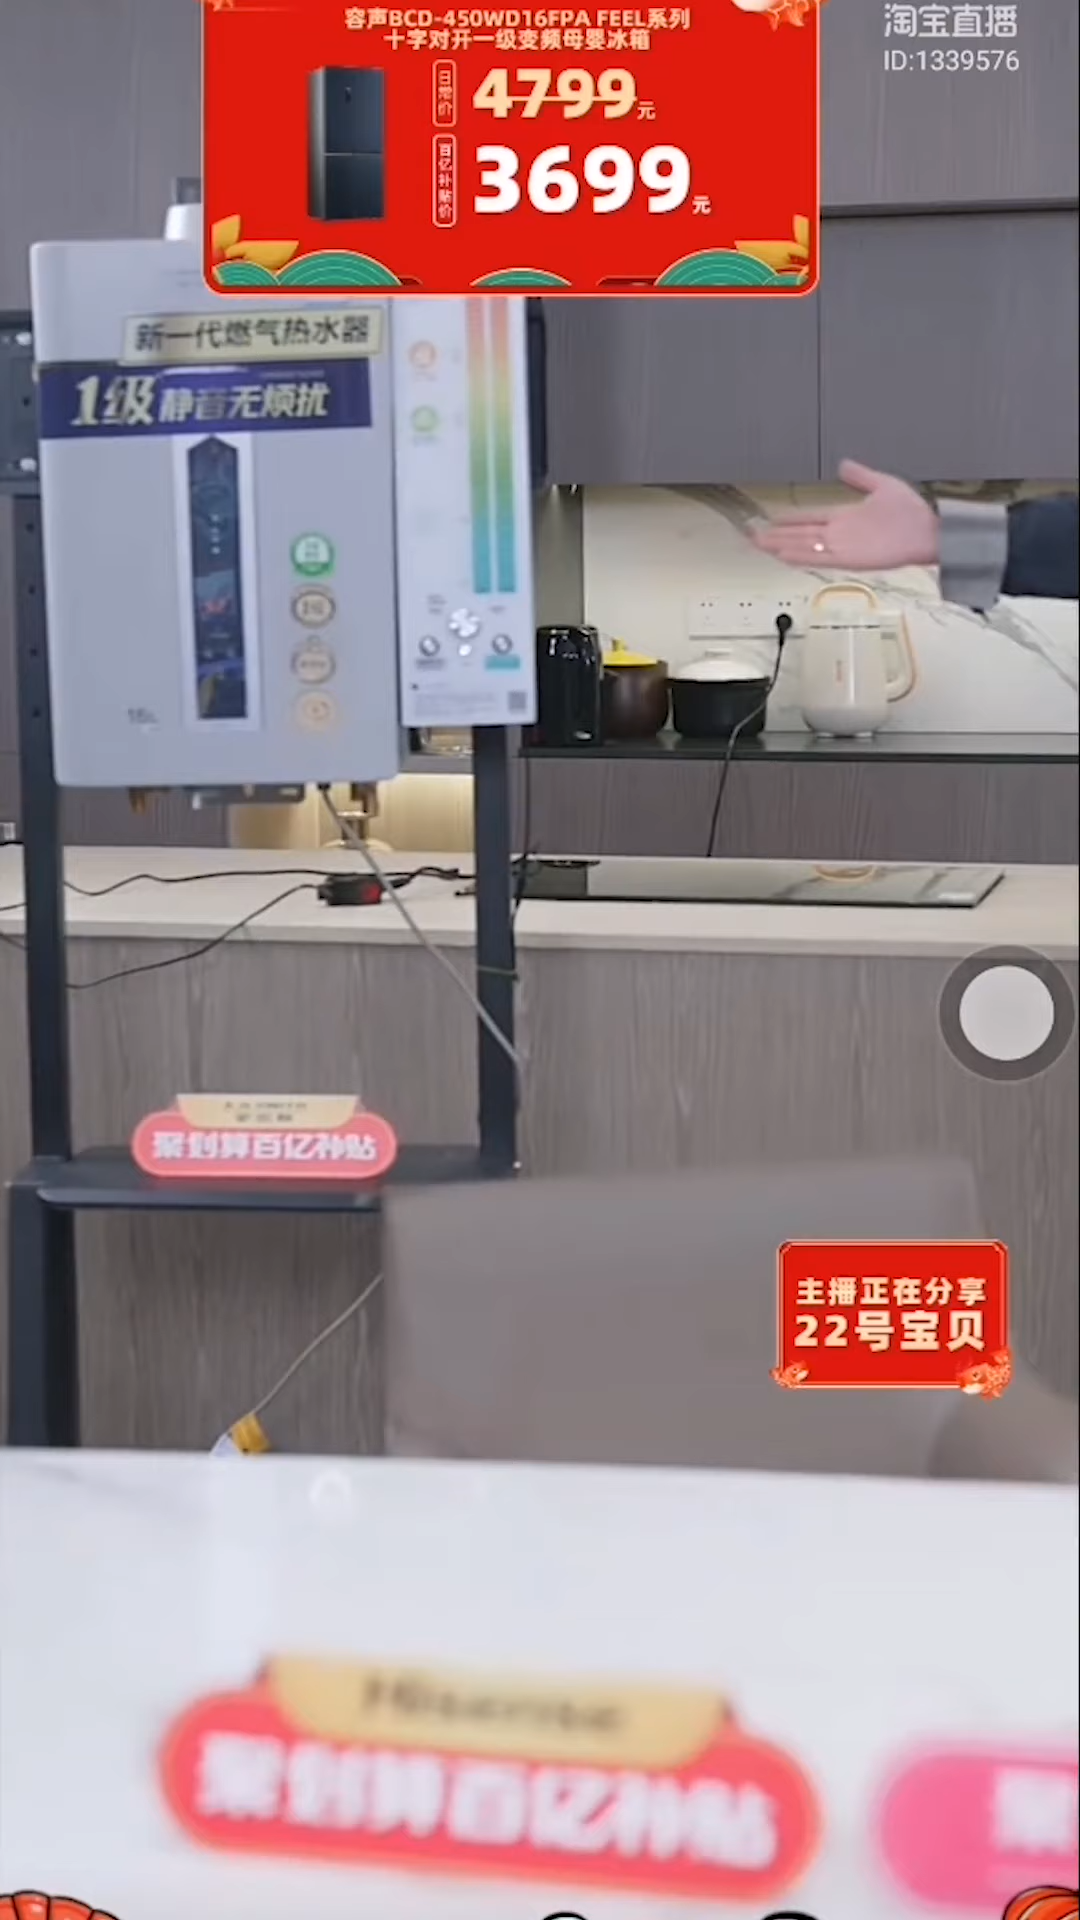 容声BCD-450WD16FPA FEEL系列
十字对开一级变频母婴冰箱
淘宝直播
ID:1339576
日常价
4799元
百亿补贴价
3699元
新一代燃气热水器
1级静音无烦扰
16L
聚划算百亿补贴
主播正在分享
22号宝贝
Hisense
聚划算百亿补贴
聚